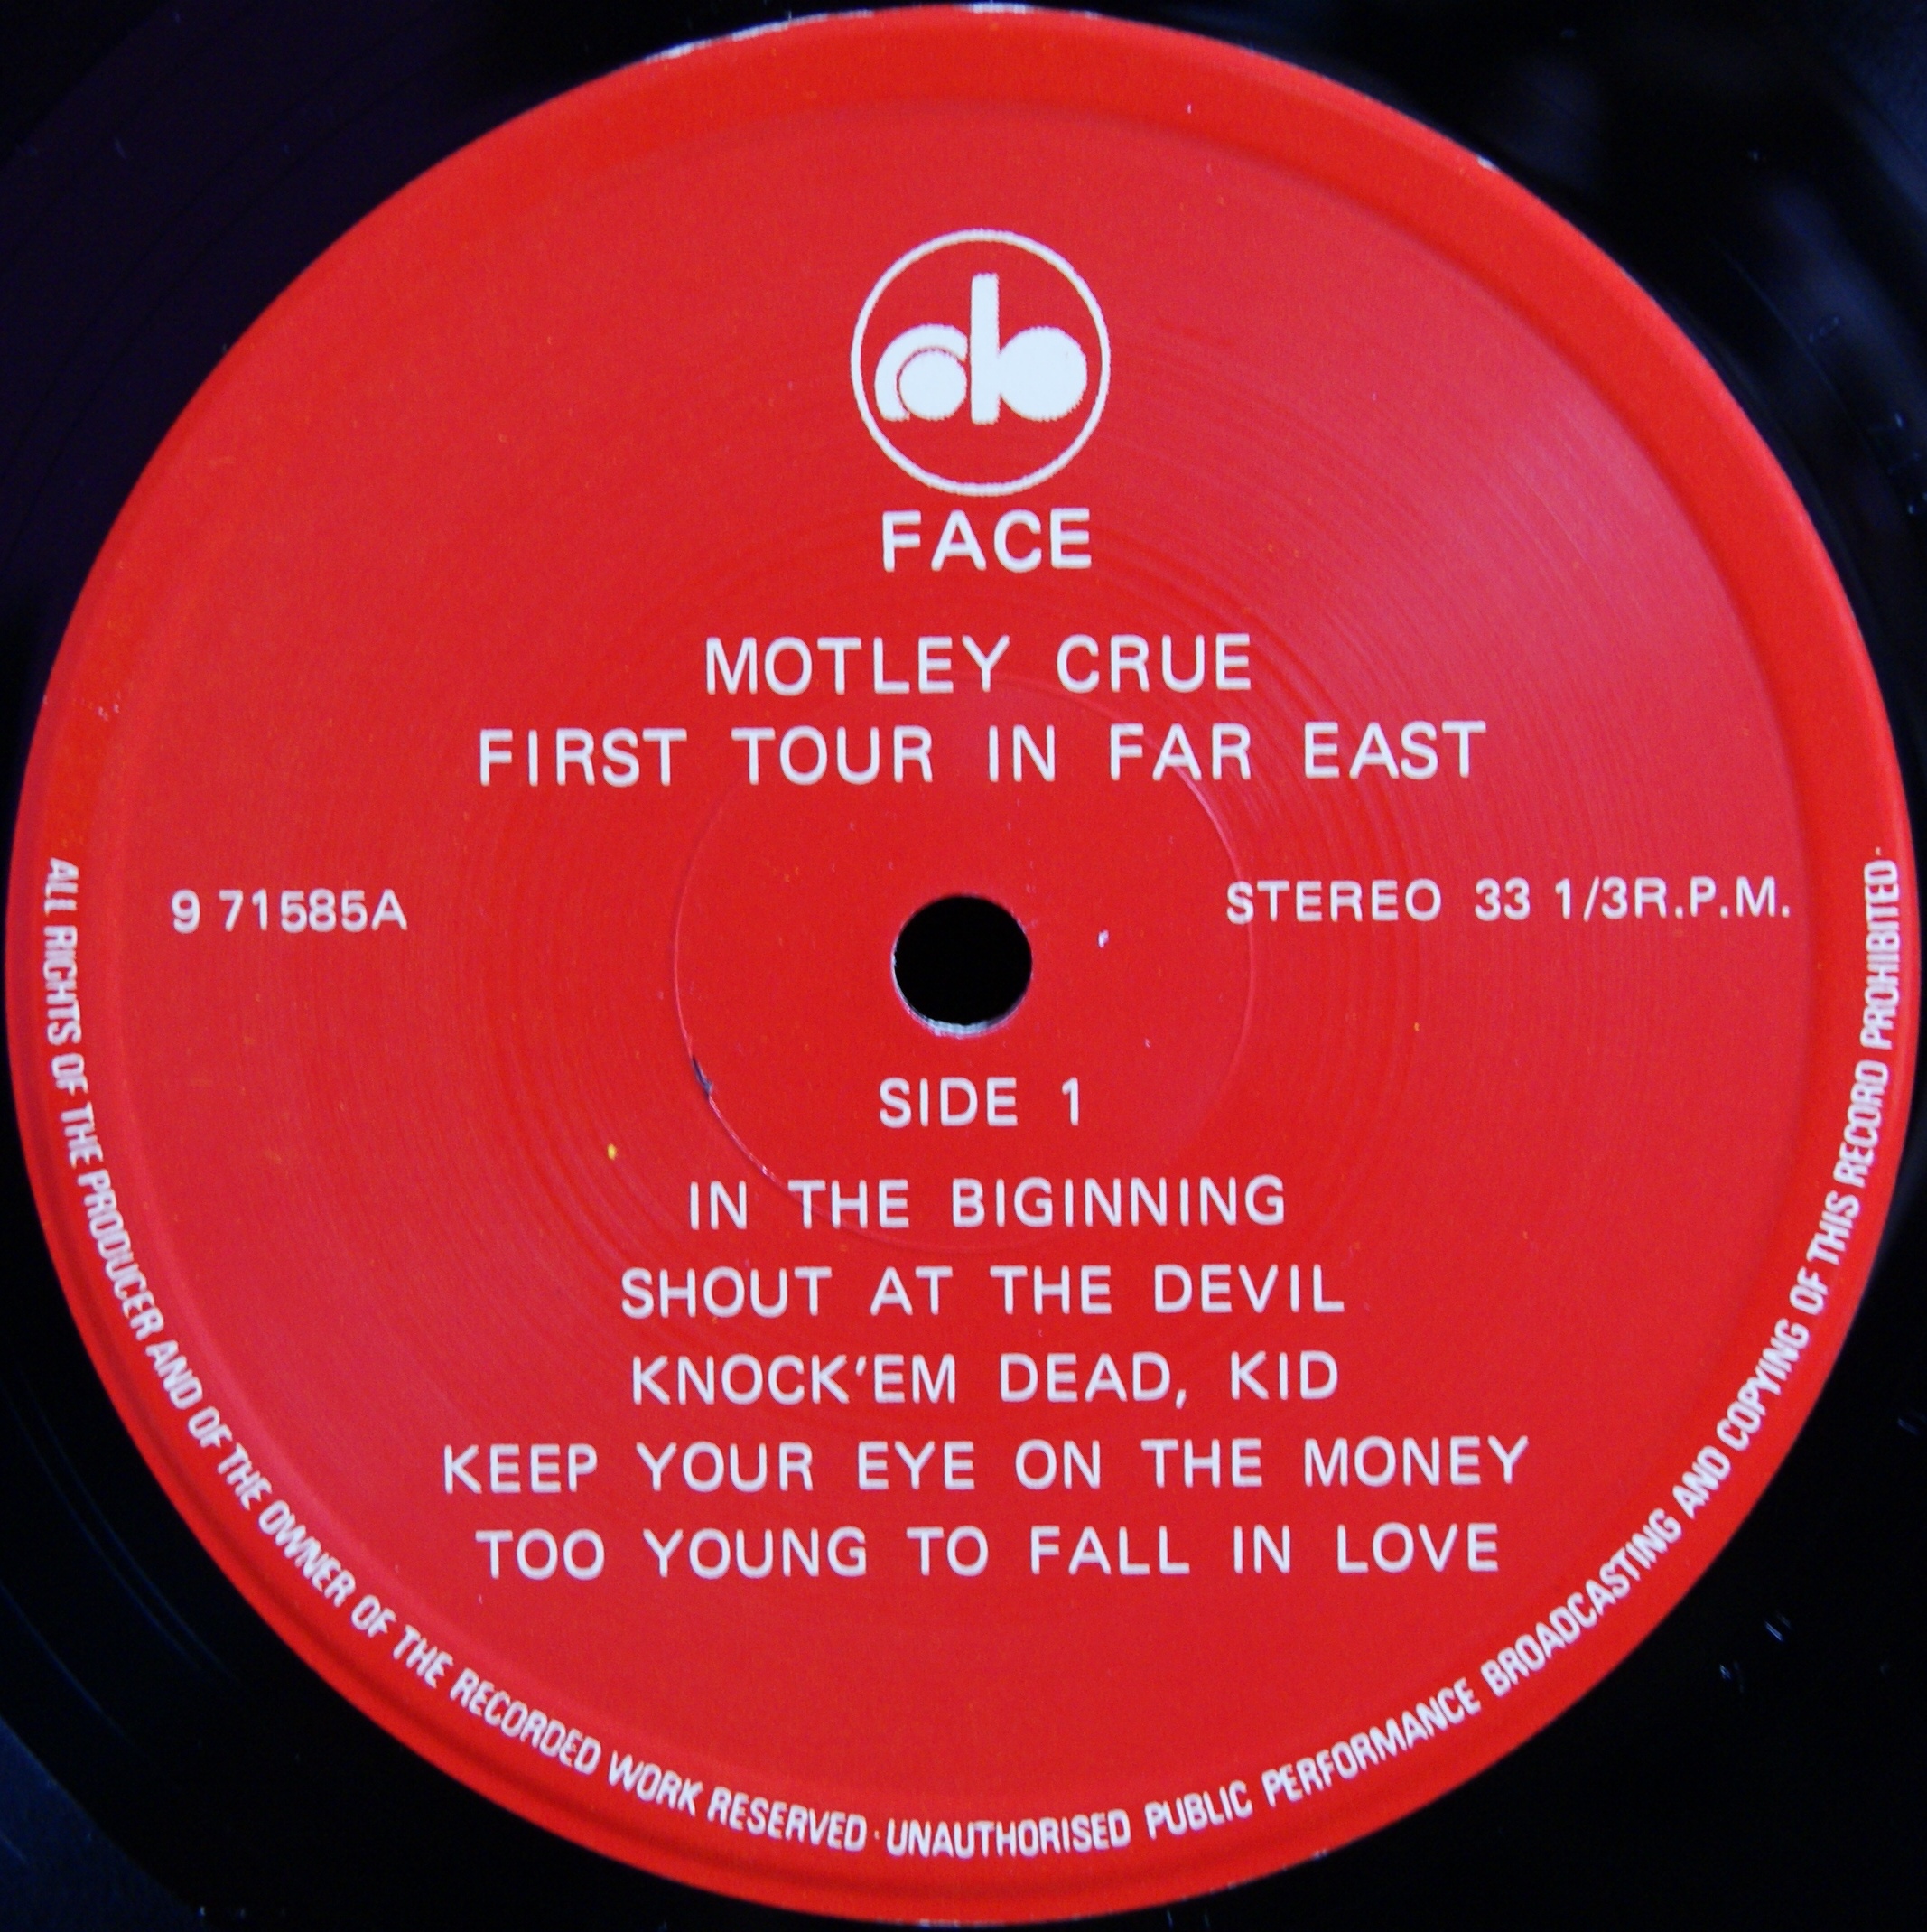 FACE
MOTLEY CRUE
FIRST TOUR IN FAR EAST
9 71585A
STEREO 33 1/3R.P.M.
SIDE 1
IN THE BIGINNING
SHOUT AT THE DEVIL
KNOCK'EM DEAD, KID
KEEP YOUR EYE ON THE MONEY
TOO YOUNG TO FALL IN LOVE
ALL RIGHTS OF THE PRODUCER AND OF THE OWNER OF THE RECORDED WORK RESERVED · UNAUTHORISED PUBLIC PERFORMANCE BROADCASTING AND COPYING OF THIS RECORD PROHIBITED ·